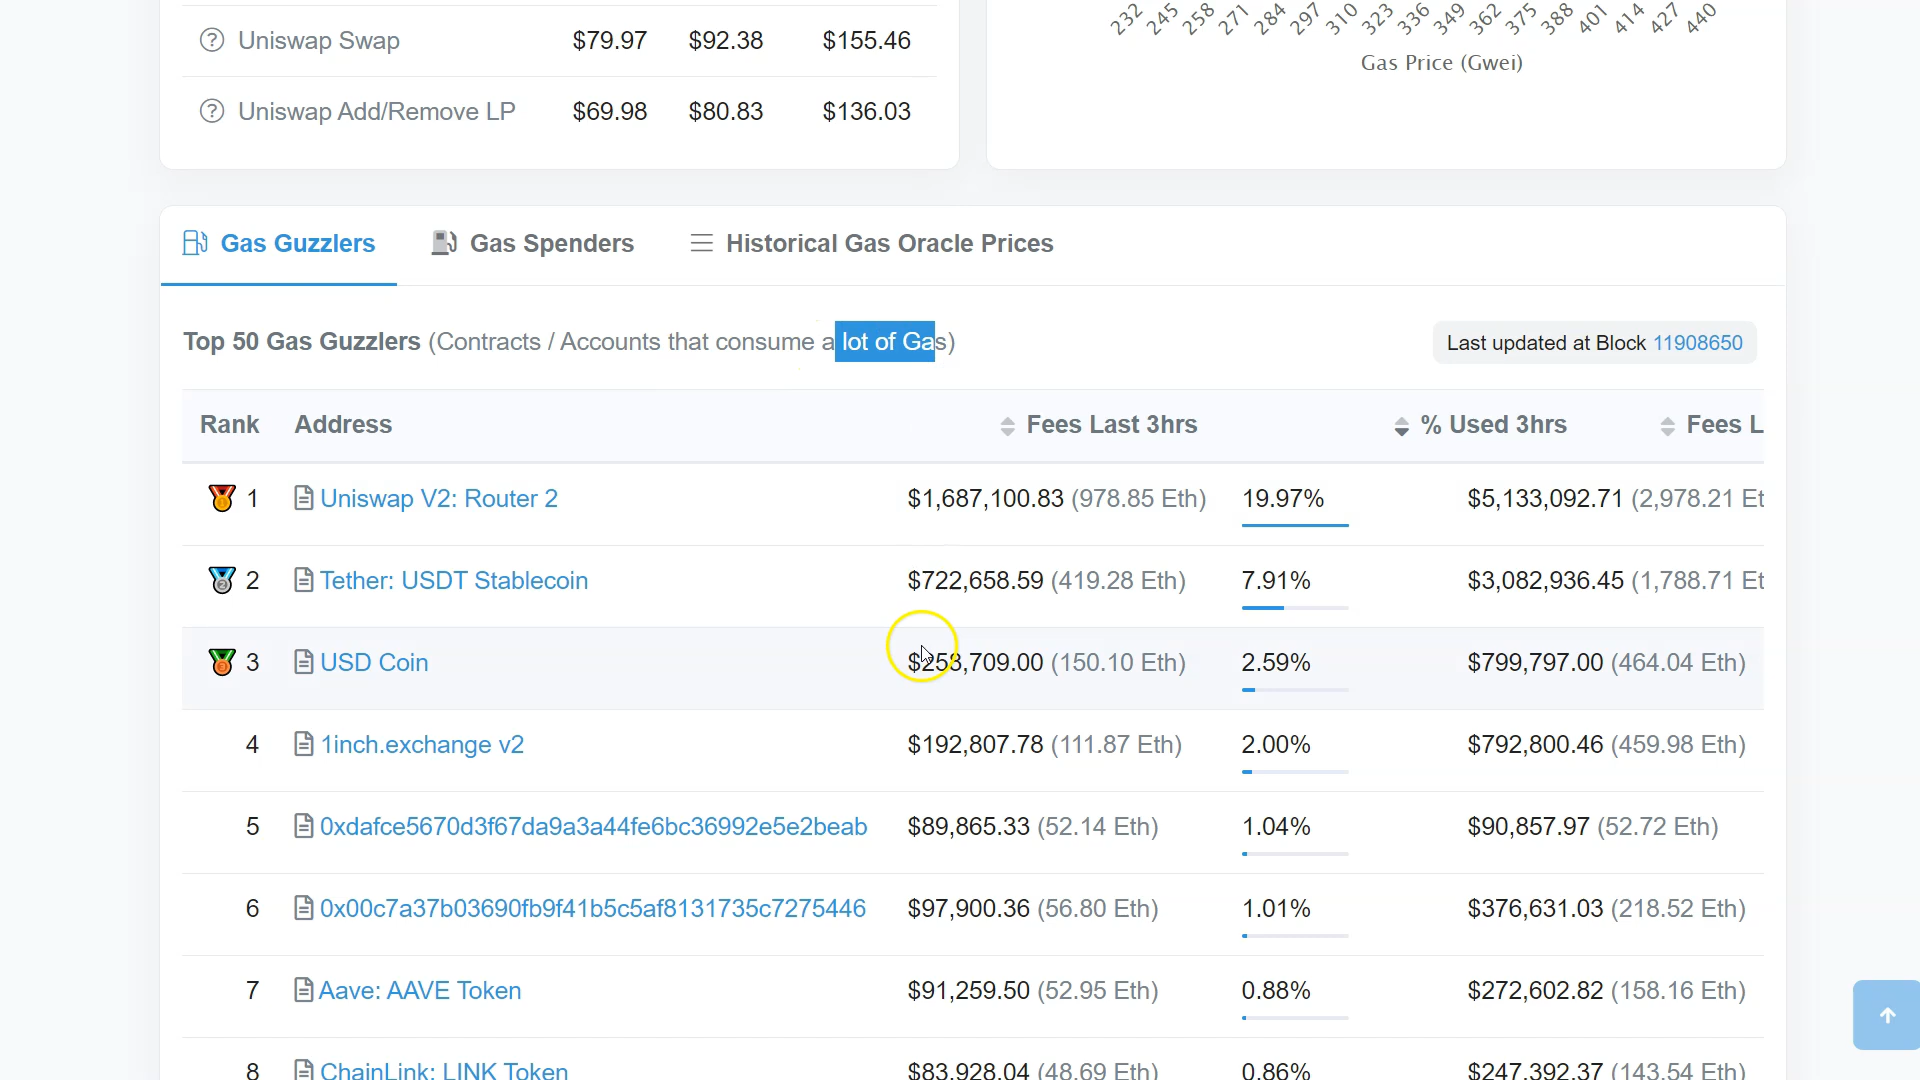 Uniswap Swap $79.97 $92.38 $155.46
Uniswap Add/Remove LP $69.98 $80.83 $136.03
232 245 258 271 284 297 310 323 336 349 362 375 388 401 414 427 440
Gas Price (Gwei)
Gas Guzzlers Gas Spenders Historical Gas Oracle Prices
Top 50 Gas Guzzlers (Contracts / Accounts that consume a lot of Gas) Last updated at Block 11908650
Rank Address Fees Last 3hrs % Used 3hrs Fees L
1 Uniswap V2: Router 2 $1,687,100.83 (978.85 Eth) 19.97% $5,133,092.71 (2,978.21 Et
2 Tether: USDT Stablecoin $722,658.59 (419.28 Eth) 7.91% $3,082,936.45 (1,788.71 Et
3 USD Coin $258,709.00 (150.10 Eth) 2.59% $799,797.00 (464.04 Eth)
4 1inch.exchange v2 $192,807.78 (111.87 Eth) 2.00% $792,800.46 (459.98 Eth)
5 0xdafce5670d3f67da9a3a44fe6bc36992e5e2beab $89,865.33 (52.14 Eth) 1.04% $90,857.97 (52.72 Eth)
6 0x00c7a37b03690fb9f41b5c5af8131735c7275446 $97,900.36 (56.80 Eth) 1.01% $376,631.03 (218.52 Eth)
7 Aave: AAVE Token $91,259.50 (52.95 Eth) 0.88% $272,602.82 (158.16 Eth)
8 ChainLink: LINK Token $83,928.04 (48.69 Eth) 0.86% $247,392.37 (143.54 Eth)